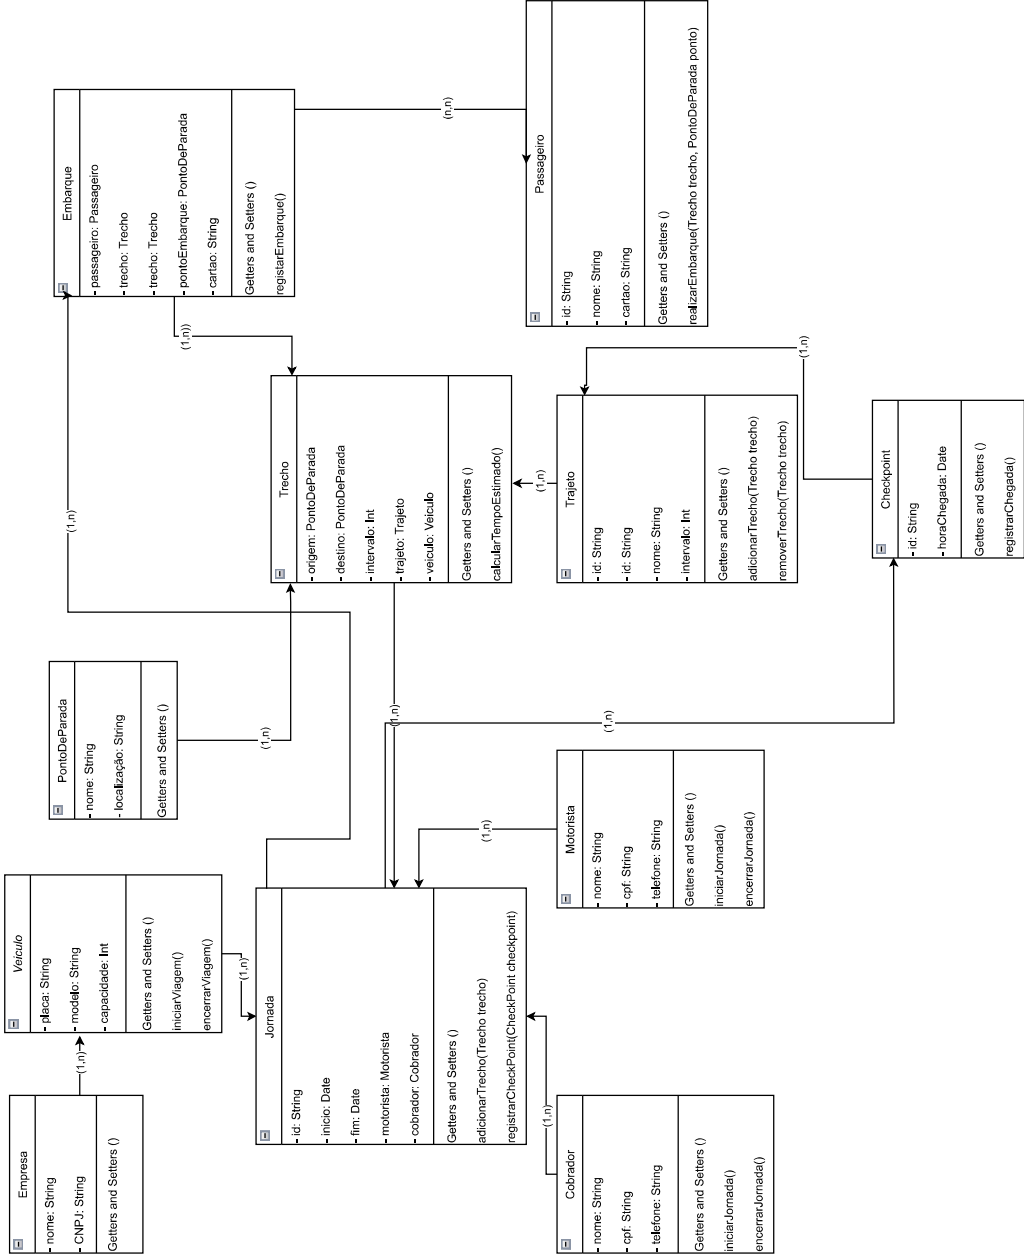 Empresa
- nome: String
- CNPJ: String
Getters and Setters ()
(1,n)
Veiculo
- placa: String
- modelo: String
- capacidade: Int
Getters and Setters ()
iniciarViagem()
encerrarViagem()
(1,n)
PontoDeParada
- nome: String
- localização: String
Getters and Setters ()
(1,n)
(1,n)
Embarque
- passageiro: Passageiro
- trecho: Trecho
- trecho: Trecho
- pontoEmbarque: PontoDeParada
- cartao: String
Getters and Setters ()
registarEmbarque()
(1,n))
(n,n)
Jornada
- id: String
- inicio: Date
- fim: Date
- motorista: Motorista
- cobrador: Cobrador
Getters and Setters ()
adicionarTrecho(Trecho trecho)
registrarCheckPoint(CheckPoint checkpoint)
(1,n)
Trecho
- origem: PontoDeParada
- destino: PontoDeParada
- intervalo: Int
- trajeto: Trajeto
- veiculo: Veiculo
Getters and Setters ()
calcularTempoEstimado()
(1,n)
(1,n)
(1,n)
(1,n)
Cobrador
- nome: String
- cpf: String
- telefone: String
Getters and Setters ()
iniciarJornada()
encerrarJornada()
Motorista
- nome: String
- cpf: String
- telefone: String
Getters and Setters ()
iniciarJornada()
encerrarJornada()
Trajeto
- id: String
- id: String
- nome: String
- intervalo: Int
Getters and Setters ()
adicionarTrecho(Trecho trecho)
removerTrecho(Trecho trecho)
Passageiro
- id: String
- nome: String
- cartao: String
Getters and Setters ()
realizarEmbarque(Trecho trecho, PontoDeParada ponto)
(1,n)
Checkpoint
- id: String
- horaChegada: Date
Getters and Setters ()
registrarChegada()